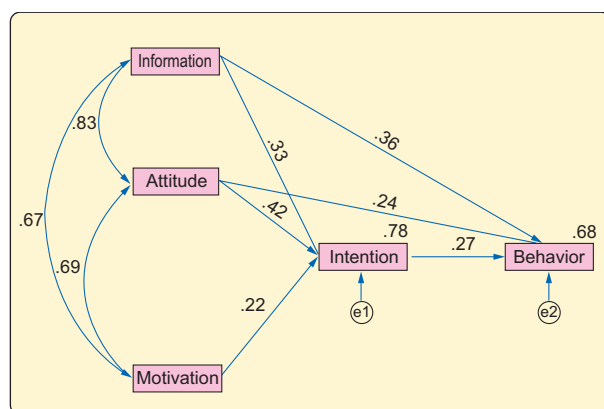 Information
.83
.33
.36
Attitude
.24
.42
.67
.78
.68
Intention
.27
Behavior
.69
.22
e1
e2
Motivation